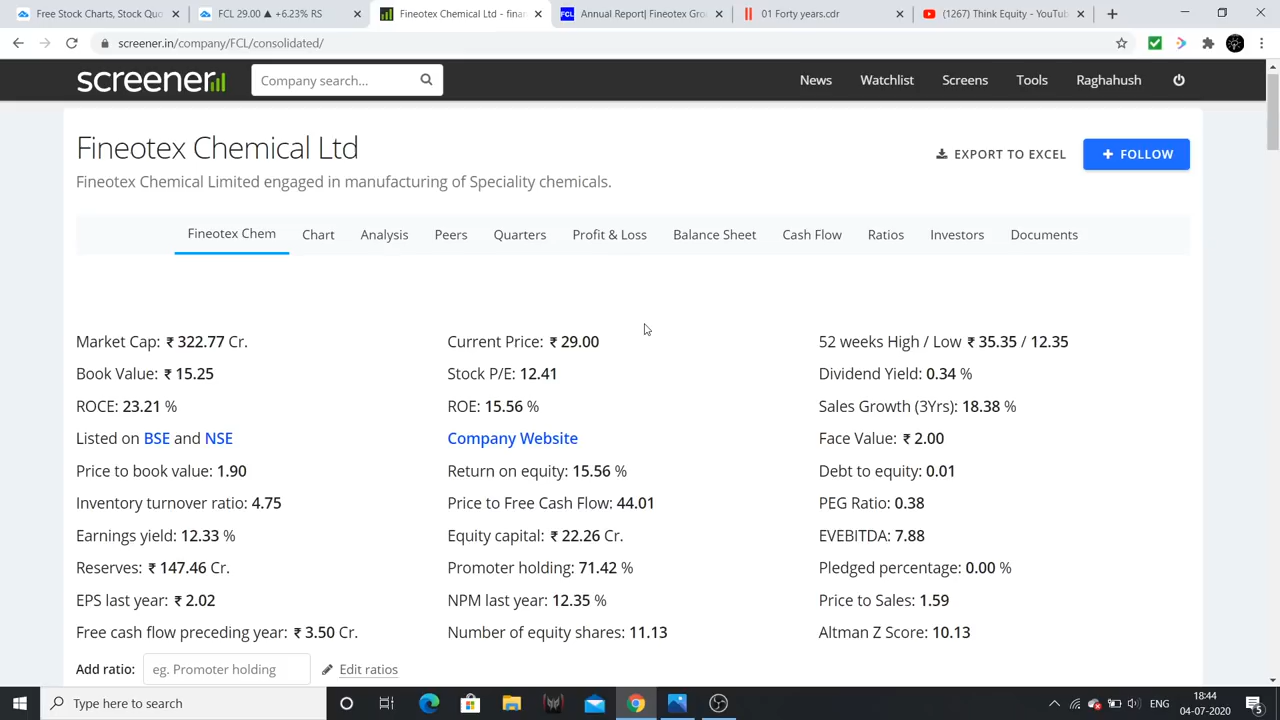 Free Stock Charts, Stock Quo
FCL 29.00 ▲ +6.23% RS
Fineotex Chemical Ltd - finan
FCL
Annual Report| Fineotex Gro
01 Forty years.cdr
(1267) Think Equity - YouTub
screener.in/company/FCL/consolidated/
screener
Company search...
News
Watchlist
Screens
Tools
Raghahush
Fineotex Chemical Ltd
EXPORT TO EXCEL
+ FOLLOW
Fineotex Chemical Limited engaged in manufacturing of Speciality chemicals.
Fineotex Chem
Chart
Analysis
Peers
Quarters
Profit & Loss
Balance Sheet
Cash Flow
Ratios
Investors
Documents
Market Cap: ₹ 322.77 Cr.
Current Price: ₹ 29.00
52 weeks High / Low ₹ 35.35 / 12.35
Book Value: ₹ 15.25
Stock P/E: 12.41
Dividend Yield: 0.34 %
ROCE: 23.21 %
ROE: 15.56 %
Sales Growth (3Yrs): 18.38 %
Listed on BSE and NSE
Company Website
Face Value: ₹ 2.00
Price to book value: 1.90
Return on equity: 15.56 %
Debt to equity: 0.01
Inventory turnover ratio: 4.75
Price to Free Cash Flow: 44.01
PEG Ratio: 0.38
Earnings yield: 12.33 %
Equity capital: ₹ 22.26 Cr.
EVEBITDA: 7.88
Reserves: ₹ 147.46 Cr.
Promoter holding: 71.42 %
Pledged percentage: 0.00 %
EPS last year: ₹ 2.02
NPM last year: 12.35 %
Price to Sales: 1.59
Free cash flow preceding year: ₹ 3.50 Cr.
Number of equity shares: 11.13
Altman Z Score: 10.13
Add ratio:
eg. Promoter holding
Edit ratios
Type here to search
ENG
18:44
04-07-2020
5